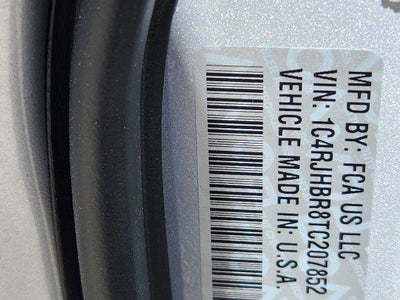 MFD BY: FCA US LLC
VIN: 1C4RJHBR8TC207852
VEHICLE MADE IN: U.S.A.